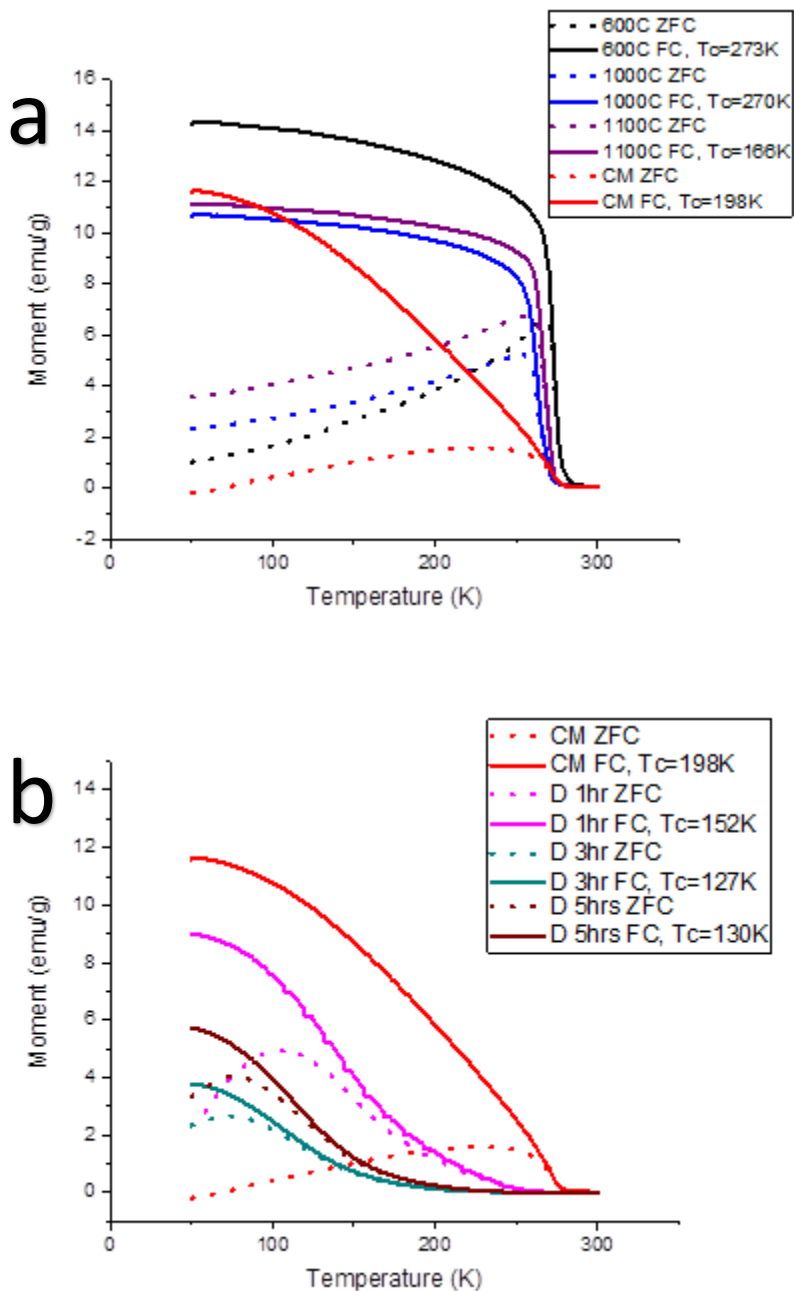 600C ZFC
600C FC, Tc=273K
1000C ZFC
1000C FC, Tc=270K
1100C ZFC
1100C FC, Tc=166K
CM ZFC
CM FC, Tc=198K
a
16
14
12
10
8
6
4
2
0
-2
Moment (emu/g)
0 100 200 300
Temperature (K)
CM ZFC
CM FC, Tc=198K
D 1hr ZFC
D 1hr FC, Tc=152K
D 3hr ZFC
D 3hr FC, Tc=127K
D 5hrs ZFC
D 5hrs FC, Tc=130K
b
14
12
10
8
6
4
2
0
Moment (emu/g)
0 100 200 300
Temperature (K)